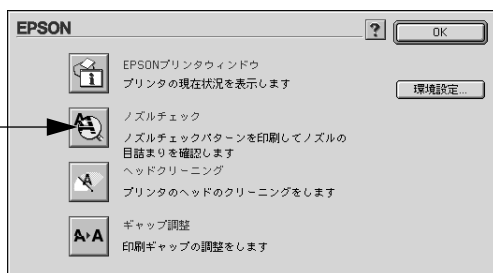 EPSON
? OK
EPSONプリンタウィンドウ
プリンタの現在状況を表示します
環境設定...
ノズルチェック
ノズルチェックパターンを印刷してノズルの
目詰まりを確認します
ヘッドクリーニング
プリンタのヘッドのクリーニングをします
ギャップ調整
印刷ギャップの調整をします